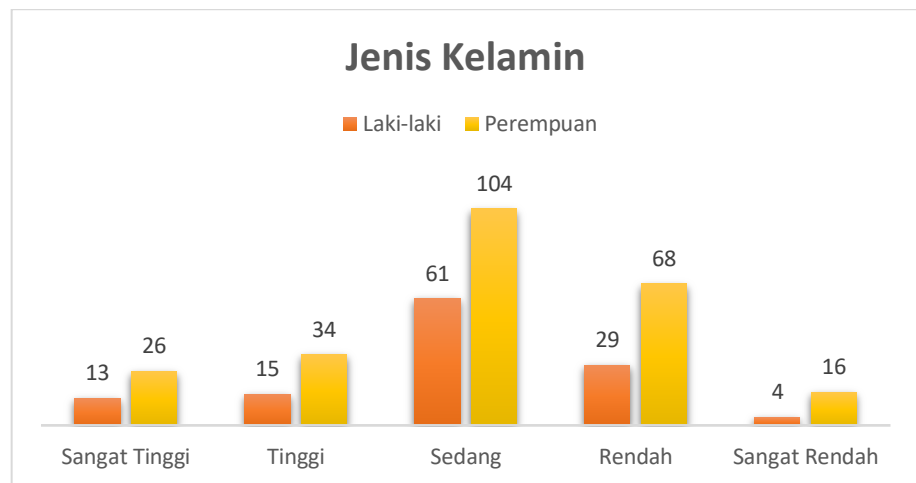 Jenis Kelamin
Laki-laki Perempuan
13 26 15 34 61 104 29 68 4 16
Sangat Tinggi Tinggi Sedang Rendah Sangat Rendah